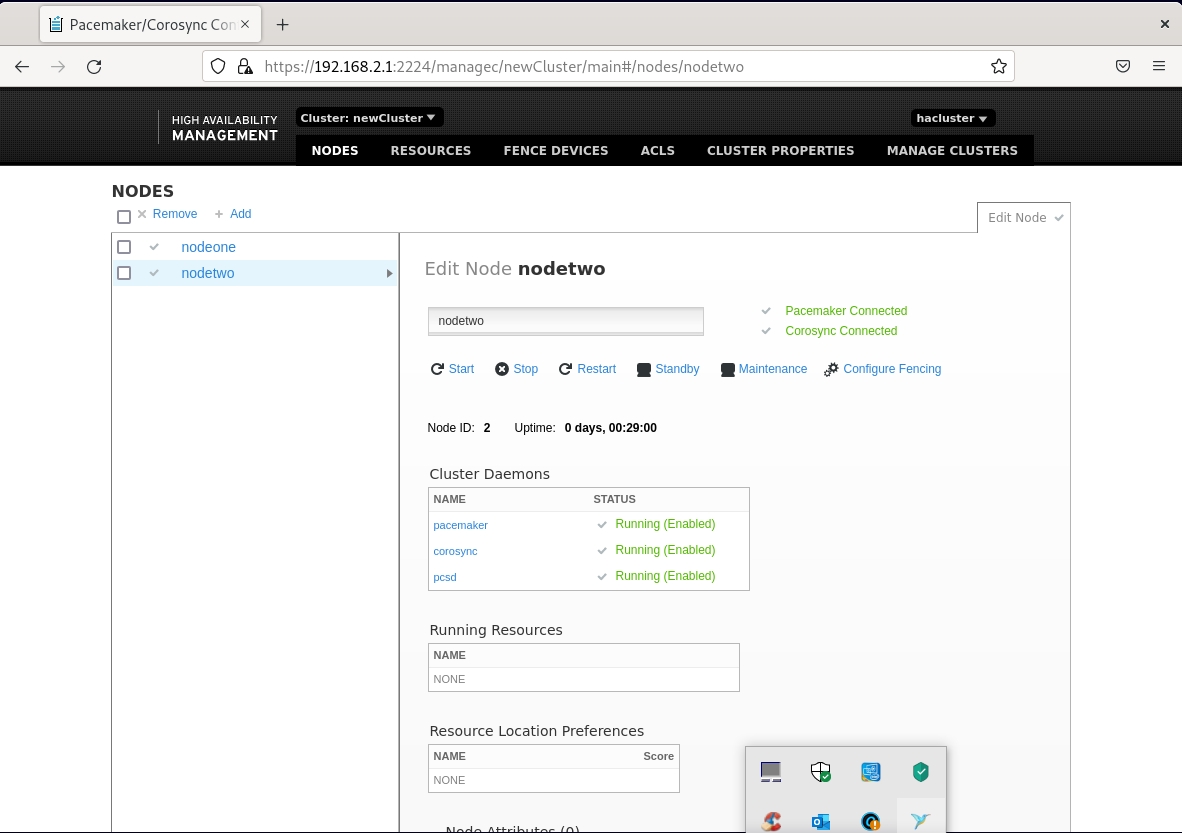 Pacemaker/Corosync Con
https://192.168.2.1:2224/managec/newCluster/main#/nodes/nodetwo
HIGH AVAILABILITY
MANAGEMENT
Cluster: newCluster
hacluster
NODES RESOURCES FENCE DEVICES ACLS CLUSTER PROPERTIES MANAGE CLUSTERS
NODES
Remove Add
Edit Node
nodeone
nodetwo
Edit Node nodetwo
nodetwo
Pacemaker Connected
Corosync Connected
Start Stop Restart Standby Maintenance Configure Fencing
Node ID: 2 Uptime: 0 days, 00:29:00
Cluster Daemons
NAME STATUS
pacemaker Running (Enabled)
corosync Running (Enabled)
pcsd Running (Enabled)
Running Resources
NAME
NONE
Resource Location Preferences
NAME Score
NONE
Node Attributes (0)